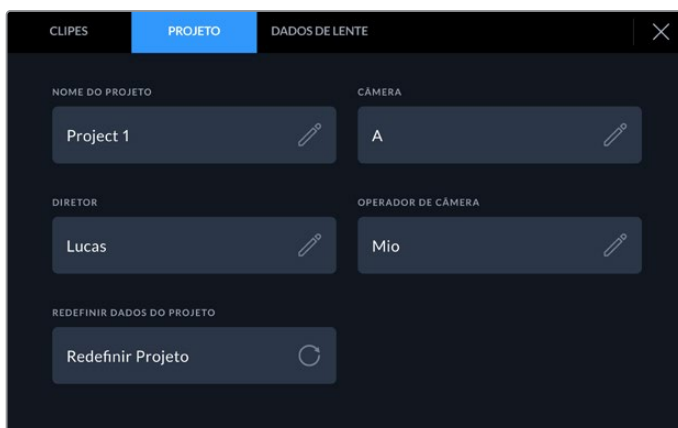 CLIPES PROJETO DADOS DE LENTE
NOME DO PROJETO CÂMERA
Project 1 A
DIRETOR OPERADOR DE CÂMERA
Lucas Mio
REDEFINIR DADOS DO PROJETO
Redefinir Projeto